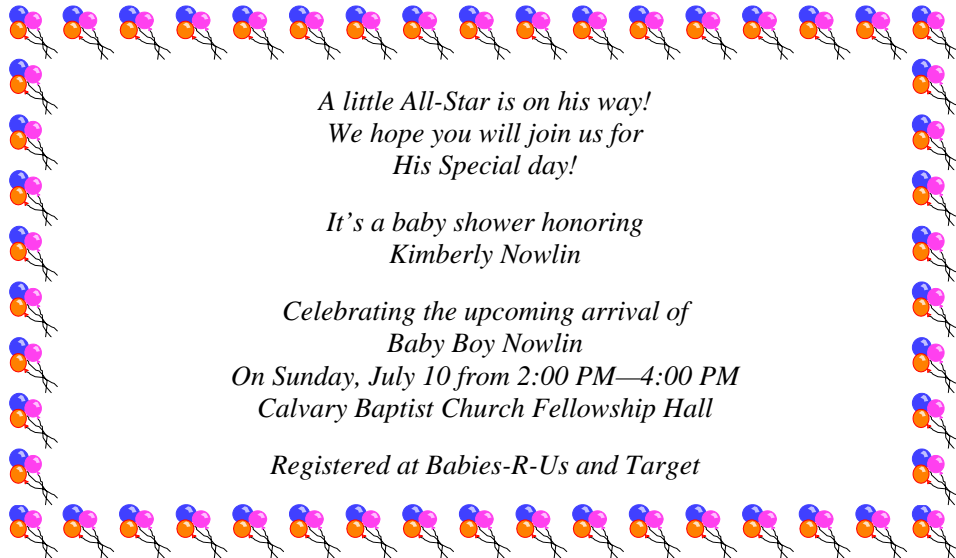 A little All-Star is on his way!
We hope you will join us for
His Special day!
It’s a baby shower honoring
Kimberly Nowlin
Celebrating the upcoming arrival of
Baby Boy Nowlin
On Sunday, July 10 from 2:00 PM—4:00 PM
Calvary Baptist Church Fellowship Hall
Registered at Babies-R-Us and Target